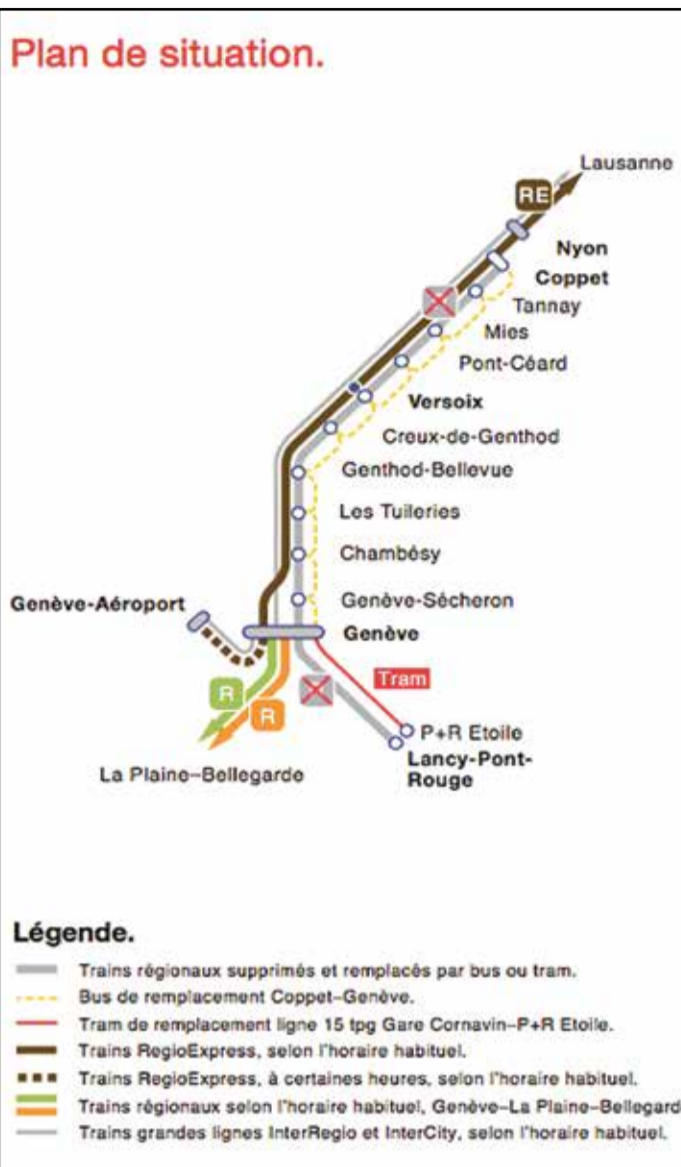 Plan de situation.
Lausanne
RE
Nyon
Coppet
Tannay
Mies
Pont-Céard
Versoix
Creux-de-Genthod
Genthod-Bellevue
Les Tuileries
Chambésy
Genève-Aéroport
Genève-Sécheron
Genève
Tram
R
R
P+R Etoile
La Plaine–Bellegarde
Lancy-Pont-
Rouge
Légende.
Trains régionaux supprimés et remplacés par bus ou tram.
Bus de remplacement Coppet–Genève.
Tram de remplacement ligne 15 tpg Gare Cornavin–P+R Etoile.
Trains RegioExpress, selon l'horaire habituel.
Trains RegioExpress, à certaines heures, selon l'horaire habituel.
Trains régionaux selon l'horaire habituel, Genève–La Plaine–Bellegard
Trains grandes lignes InterRegio et InterCity, selon l'horaire habituel.